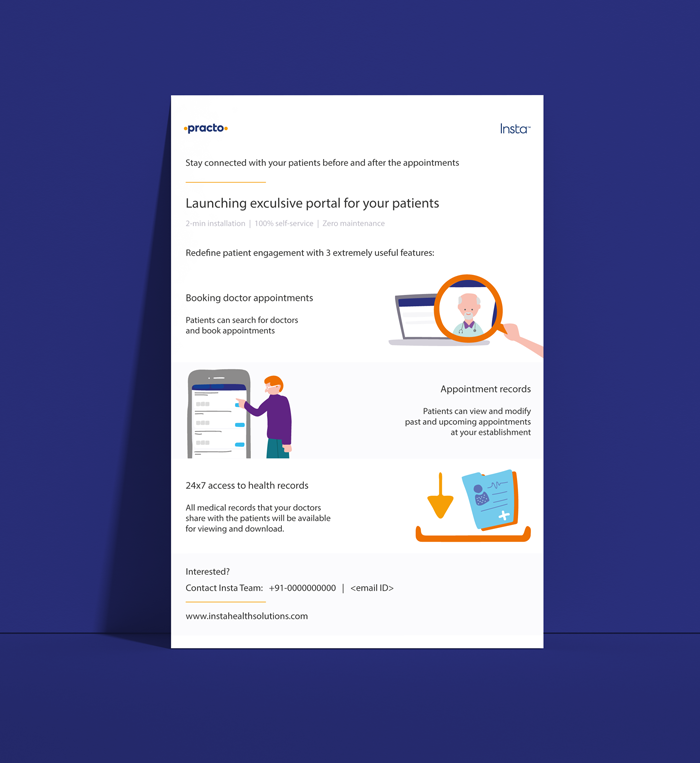 practo
Insta™
Stay connected with your patients before and after the appointments
Launching exculsive portal for your patients
2-min installation | 100% self-service | Zero maintenance
Redefine patient engagement with 3 extremely useful features:
Booking doctor appointments
Patients can search for doctors
and book appointments
Appointment records
Patients can view and modify
past and upcoming appointments
at your establishment
24x7 access to health records
All medical records that your doctors
share with the patients will be available
for viewing and download.
Interested?
Contact Insta Team: +91-0000000000 | <email ID>
www.instahealthsolutions.com